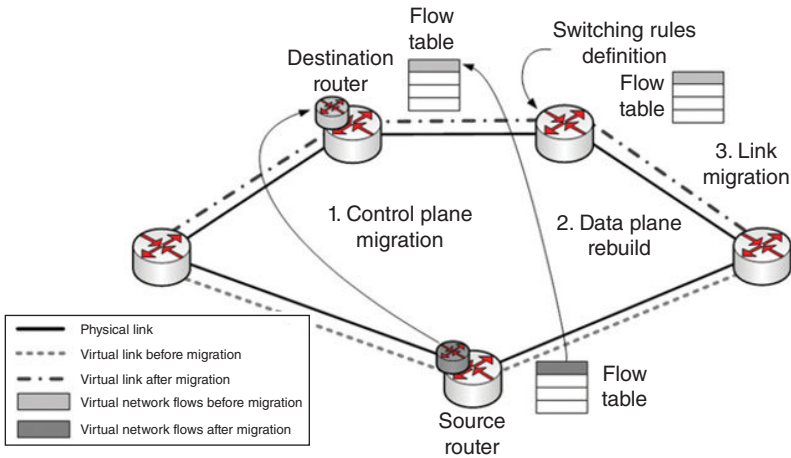 Flow
table
Destination
router
Switching rules
definition
Flow
table
3. Link
migration
1. Control plane
migration
2. Data plane
rebuild
Physical link
Virtual link before migration
Virtual link after migration
Virtual network flows before migration
Virtual network flows after migration
Flow
table
Source
router